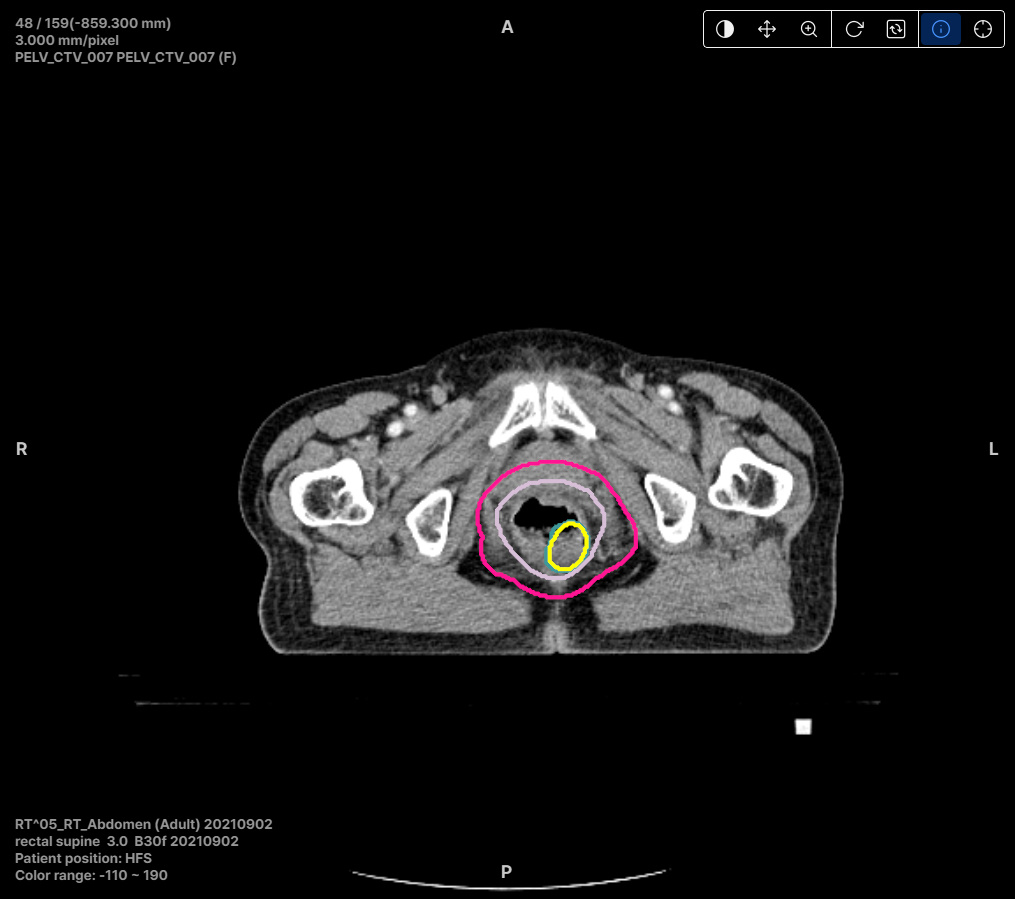 48 / 159(-859.300 mm)
3.000 mm/pixel
PELV_CTV_007 PELV_CTV_007 (F)
A
R
L
RT^05_RT_Abdomen (Adult) 20210902
rectal supine  3.0  B30f 20210902
Patient position: HFS
Color range: -110 ~ 190
P